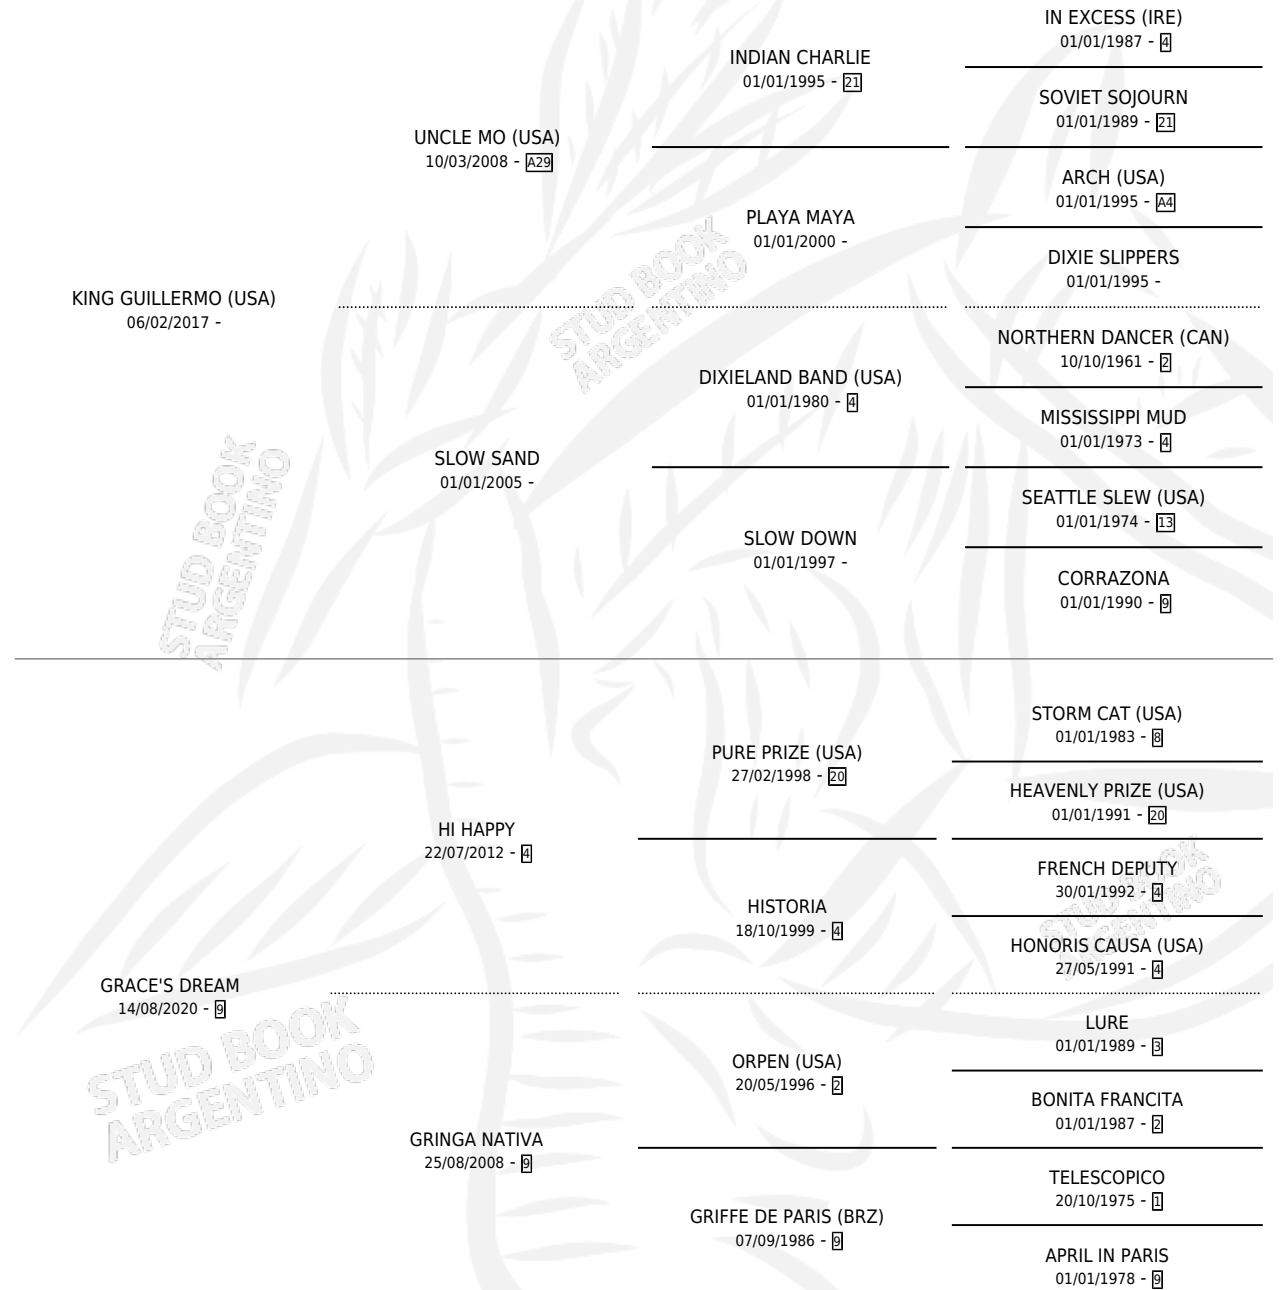 IN EXCESS (IRE)
01/01/1987 - 4
INDIAN CHARLIE
01/01/1995 - 21
SOVIET SOJOURN
01/01/1989 - 21
UNCLE MO (USA)
10/03/2008 - A29
ARCH (USA)
01/01/1995 - A4
PLAYA MAYA
01/01/2000 -
DIXIE SLIPPERS
01/01/1995 -
KING GUILLERMO (USA)
06/02/2017 -
NORTHERN DANCER (CAN)
10/10/1961 - 2
DIXIELAND BAND (USA)
01/01/1980 - 4
MISSISSIPPI MUD
01/01/1973 - 4
SLOW SAND
01/01/2005 -
SEATTLE SLEW (USA)
01/01/1974 - 13
SLOW DOWN
01/01/1997 -
CORRAZONA
01/01/1990 - 9
STORM CAT (USA)
01/01/1983 - 8
PURE PRIZE (USA)
27/02/1998 - 20
HEAVENLY PRIZE (USA)
01/01/1991 - 20
HI HAPPY
22/07/2012 - 4
FRENCH DEPUTY
30/01/1992 - 4
HISTORIA
18/10/1999 - 4
HONORIS CAUSA (USA)
27/05/1991 - 4
GRACE'S DREAM
14/08/2020 - 9
LURE
01/01/1989 - 3
ORPEN (USA)
20/05/1996 - 2
BONITA FRANCITA
01/01/1987 - 2
GRINGA NATIVA
25/08/2008 - 9
TELESCOPICO
20/10/1975 - 1
GRIFFE DE PARIS (BRZ)
07/09/1986 - 9
APRIL IN PARIS
01/01/1978 - 9
STUD BOOK
ARGENTINO
STUD BOOK
ARGENTINO
STUD BOOK
ARGENTINO
STUD BOOK
ARGENTINO